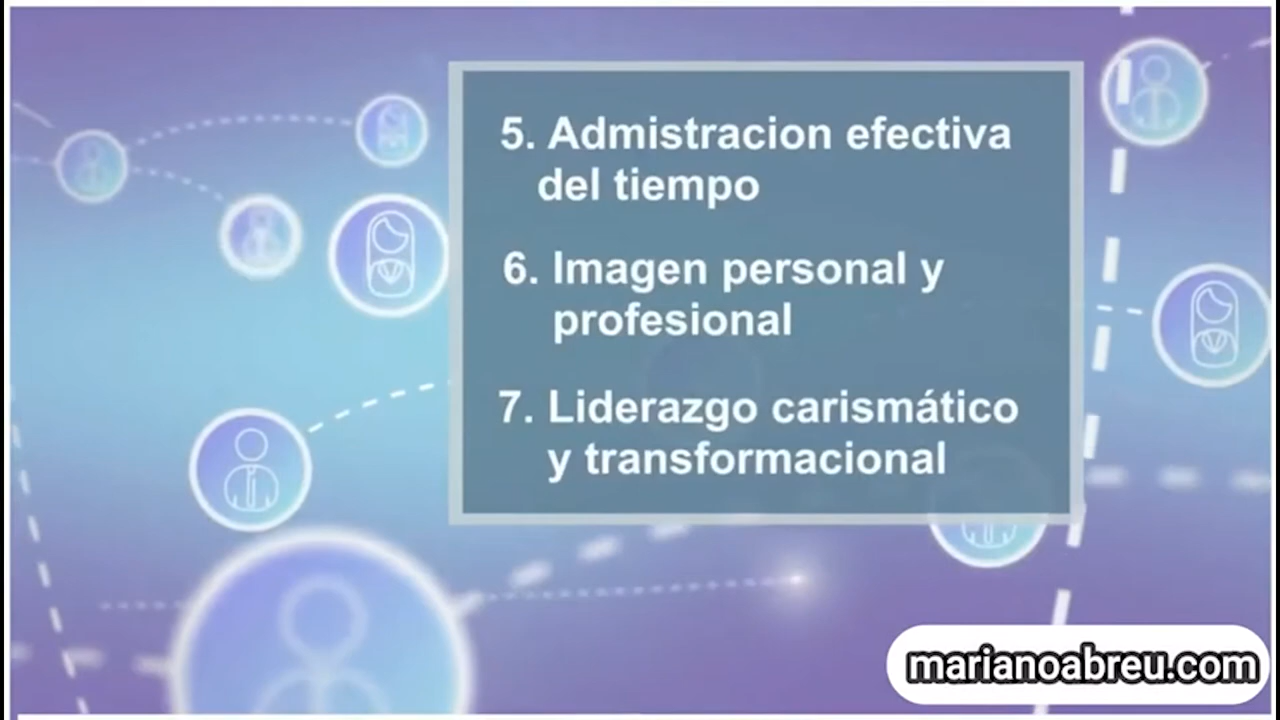 5. Admistracion efectiva
del tiempo
6. Imagen personal y
profesional
7. Liderazgo carismático
y transformacional
marianoabreu.com